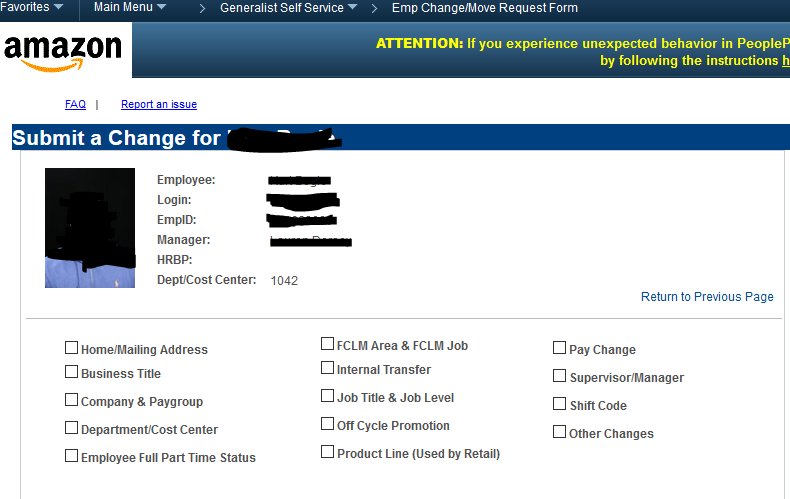 Favorites Main Menu Generalist Self Service Emp Change/Move Request Form
amazon
ATTENTION: If you experience unexpected behavior in PeopleP
by following the instructions h
FAQ | Report an issue
Submit a Change for
Employee:
Login:
EmpID:
Manager:
HRBP:
Dept/Cost Center: 1042
Return to Previous Page
Home/Mailing Address
Business Title
Company & Paygroup
Department/Cost Center
Employee Full Part Time Status
FCLM Area & FCLM Job
Internal Transfer
Job Title & Job Level
Off Cycle Promotion
Product Line (Used by Retail)
Pay Change
Supervisor/Manager
Shift Code
Other Changes